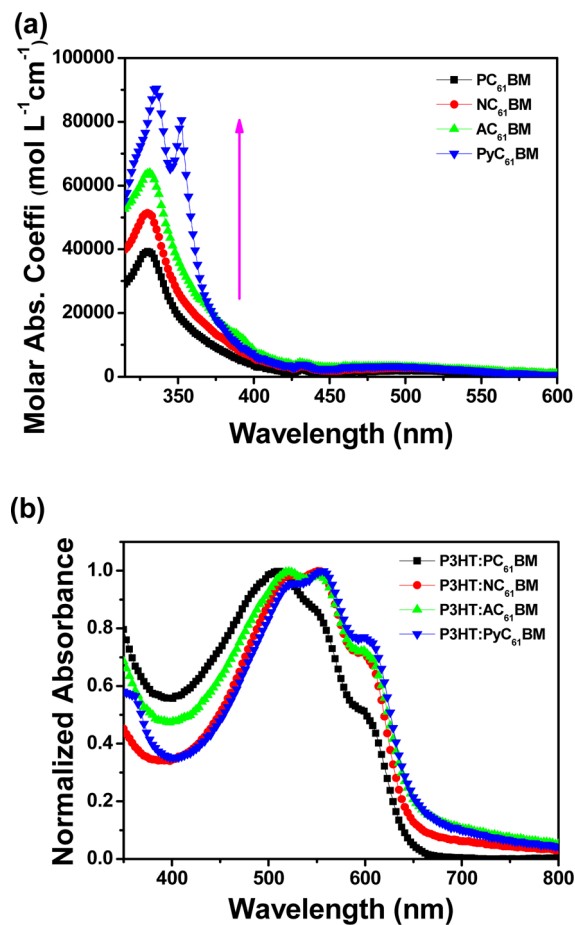 (a)
Molar Abs. Coeffi (mol L⁻¹cm⁻¹)
100000
80000
60000
40000
20000
0
PC₆₁BM
NC₆₁BM
AC₆₁BM
PyC₆₁BM
350 400 450 500 550 600
Wavelength (nm)
(b)
Normalized Absorbance
1.0
0.8
0.6
0.4
0.2
0.0
P3HT:PC₆₁BM
P3HT:NC₆₁BM
P3HT:AC₆₁BM
P3HT:PyC₆₁BM
400 500 600 700 800
Wavelength (nm)